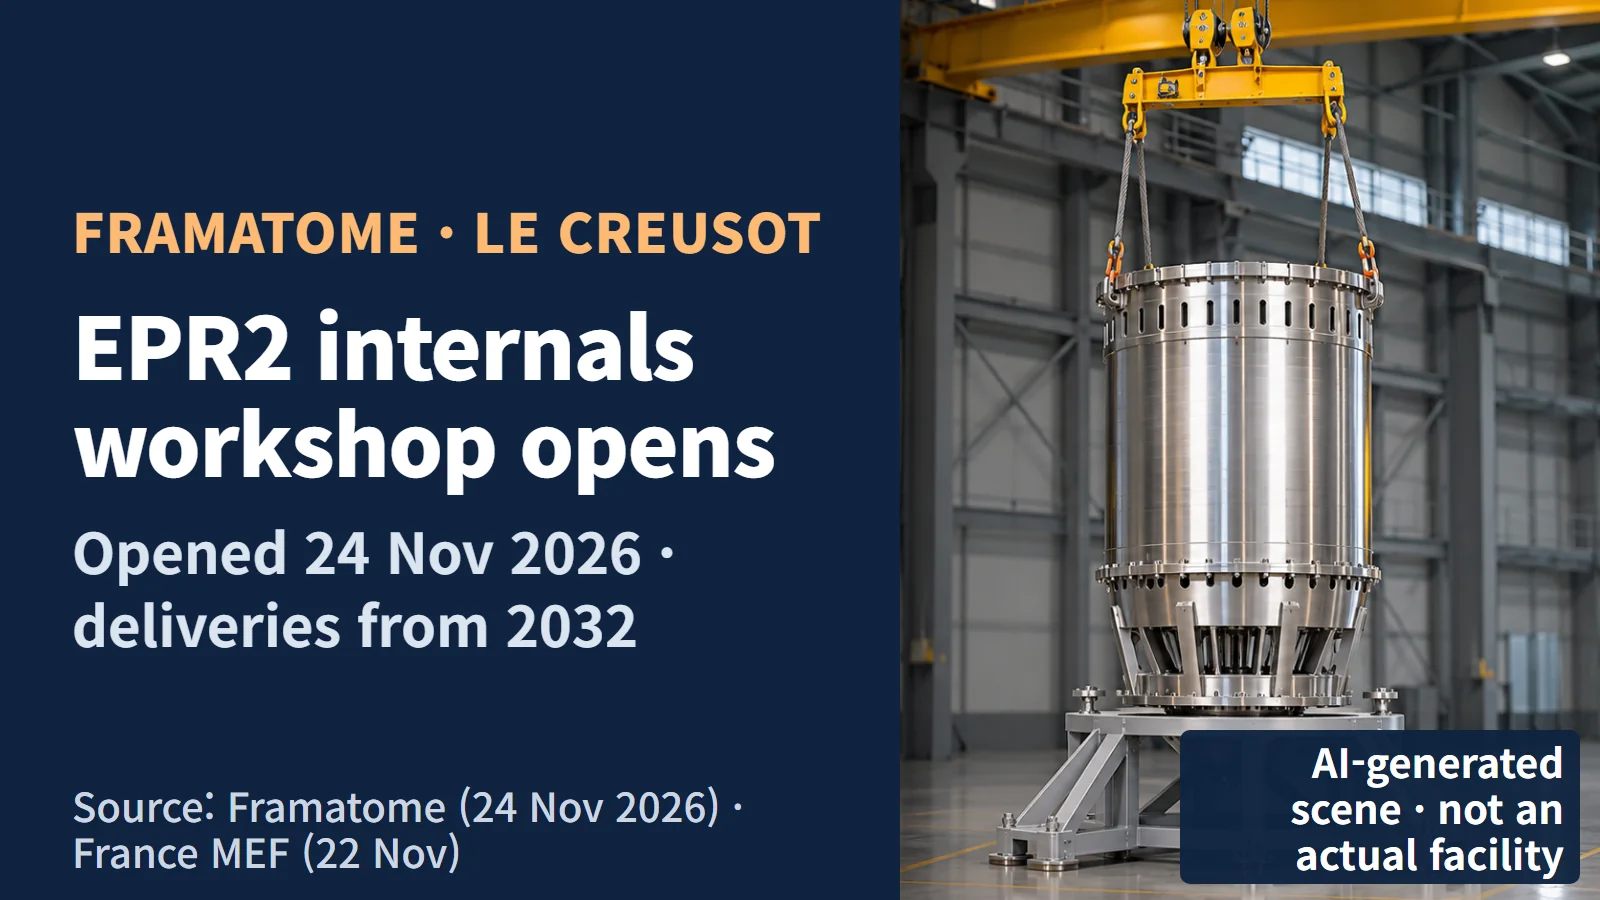 FRAMATOME · LE CREUSOT
EPR2 internals
workshop opens
Opened 24 Nov 2026 ·
deliveries from 2032
Source: Framatome (24 Nov 2026) ·
France MEF (22 Nov)
AI-generated
scene · not an
actual facility